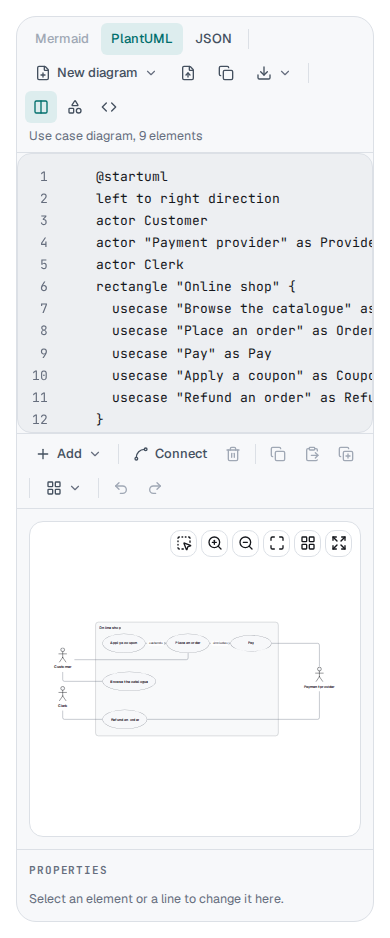 Mermaid PlantUML JSON
New diagram
Use case diagram, 9 elements
1 @startuml
2 left to right direction
3 actor Customer
4 actor "Payment provider" as Provide
5 actor Clerk
6 rectangle "Online shop" {
7 usecase "Browse the catalogue" as
8 usecase "Place an order" as Order
9 usecase "Pay" as Pay
10 usecase "Apply a coupon" as Coupo
11 usecase "Refund an order" as Refu
12 }
Add Connect
Online shop
Apply a coupon Place an order Pay
Customer
Payment provider
Browse the catalogue
Clerk
Refund an order
PROPERTIES
Select an element or a line to change it here.